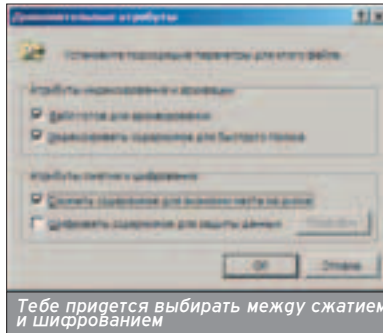 Дополнительные атрибуты
Установите подходящие параметры для этого файла.
Атрибуты индексирования и архивации
Файл готов для архивирования
Индексировать содержимое для быстрого поиска
Атрибуты сжатия и шифрования
Сжимать содержимое для экономии места на диске
Шифровать содержимое для защиты данных
OK
Отмена
Тебе придется выбирать между сжатием
и шифрованием